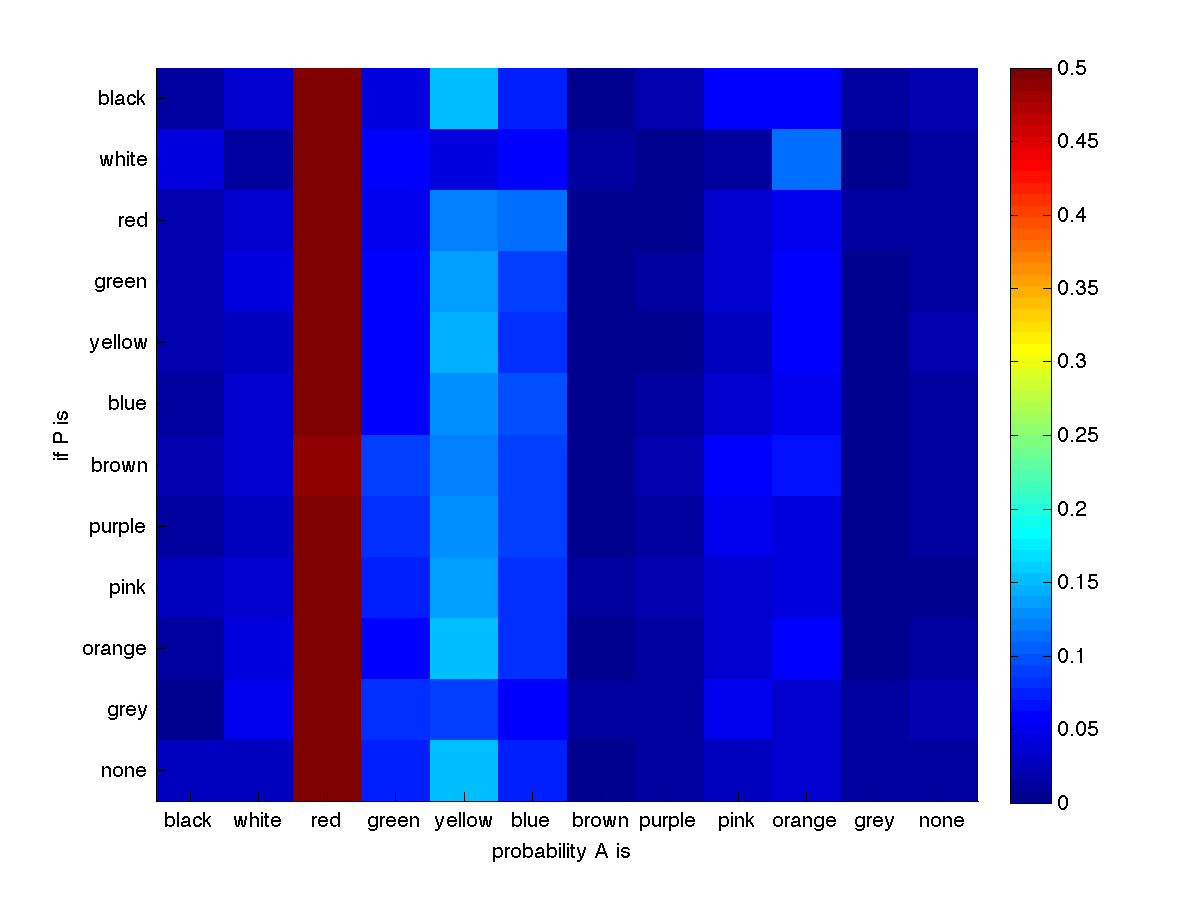 black
white
red
green
yellow
blue
brown
purple
pink
orange
grey
none
if P is
black white red green yellow blue brown purple pink orange grey none
probability A is
0.5
0.45
0.4
0.35
0.3
0.25
0.2
0.15
0.1
0.05
0